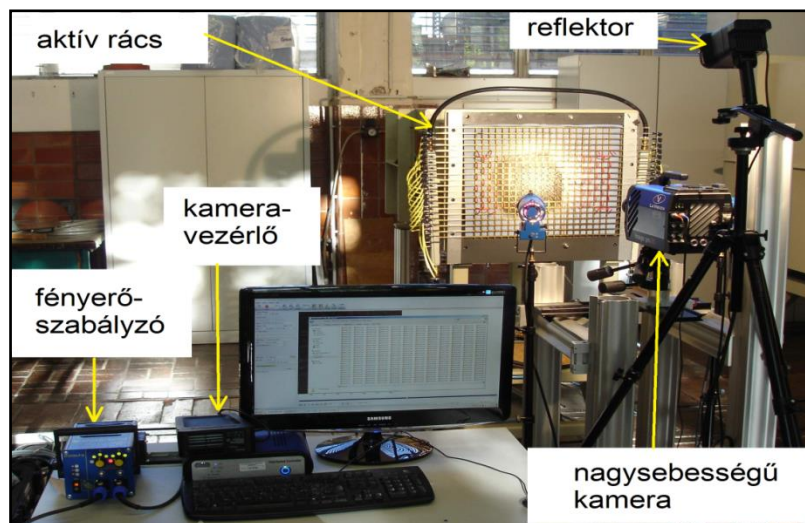 aktív rács
reflektor
kamera-
vezérlő
fényerő-
szabályzó
SAMSUNG
nagysebességű
kamera